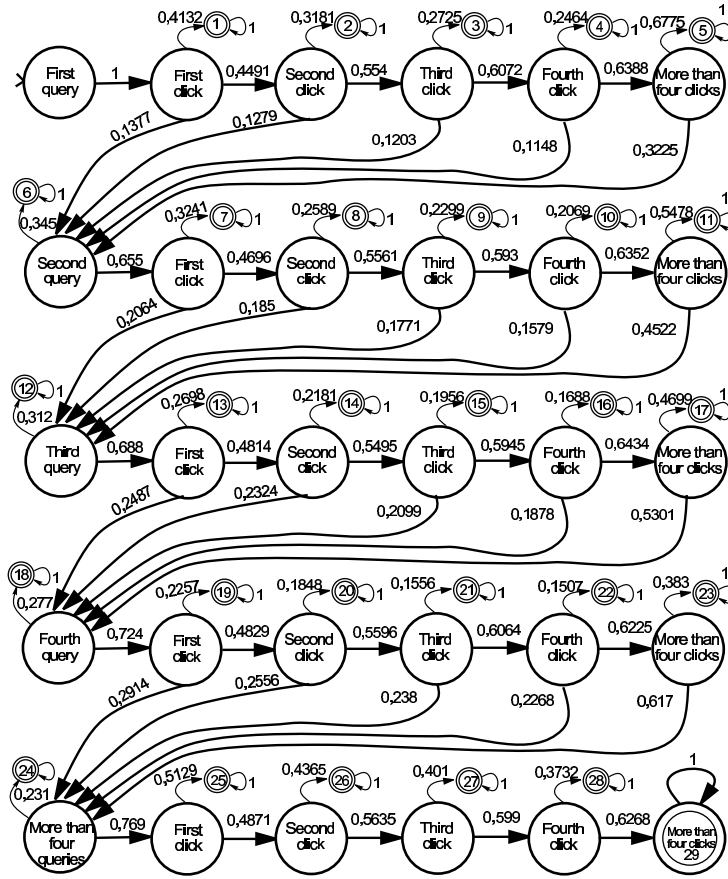 0,4132 1 1 0,3181 2 1 0,2725 3 1 0,2464 4 1 0,6775 5 1
First query 1 First click 0,4491 Second click 0,554 Third click 0,6072 Fourth click 0,6388 More than four clicks
0,1377 0,1279 0,1203 0,1148 0,3225
6 1 0,345 0,3241 7 1 0,2589 8 1 0,2299 9 1 0,2069 10 1 0,5478 11 1
Second query 0,655 First click 0,4696 Second click 0,5561 Third click 0,593 Fourth click 0,6352 More than four clicks
0,2064 0,185 0,1771 0,1579 0,4522
12 1 0,312 0,2698 13 1 0,2181 14 1 0,1956 15 1 0,1688 16 1 0,4699 17 1
Third query 0,688 First click 0,4814 Second click 0,5495 Third click 0,5945 Fourth click 0,6434 More than four clicks
0,2487 0,2324 0,2099 0,1878 0,5301
18 1 0,277 0,2257 19 1 0,1848 20 1 0,1556 21 1 0,1507 22 1 0,383 23 1
Fourth query 0,724 First click 0,4829 Second click 0,5596 Third click 0,6064 Fourth click 0,6225 More than four clicks
0,2914 0,2556 0,238 0,2268 0,617
24 1 0,231 0,5129 25 1 0,4365 26 1 0,401 27 1 0,3732 28 1 1
More than four queries 0,769 First click 0,4871 Second click 0,5635 Third click 0,599 Fourth click 0,6268 More than four clicks 29